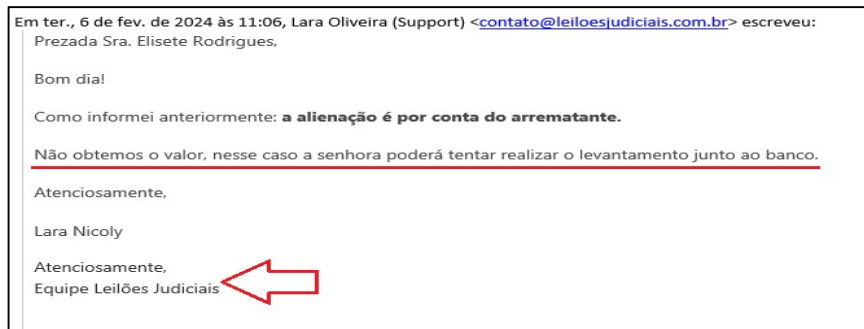 Em ter., 6 de fev. de 2024 às 11:06, Lara Oliveira (Support) <contato@leiloesjudiciais.com.br> escreveu:
Prezada Sra. Elisete Rodrigues,
Bom dia!
Como informei anteriormente: a alienação é por conta do arrematante.
Não obtemos o valor, nesse caso a senhora poderá tentar realizar o levantamento junto ao banco.
Atenciosamente,
Lara Nicoly
Atenciosamente,
Equipe Leilões Judiciais